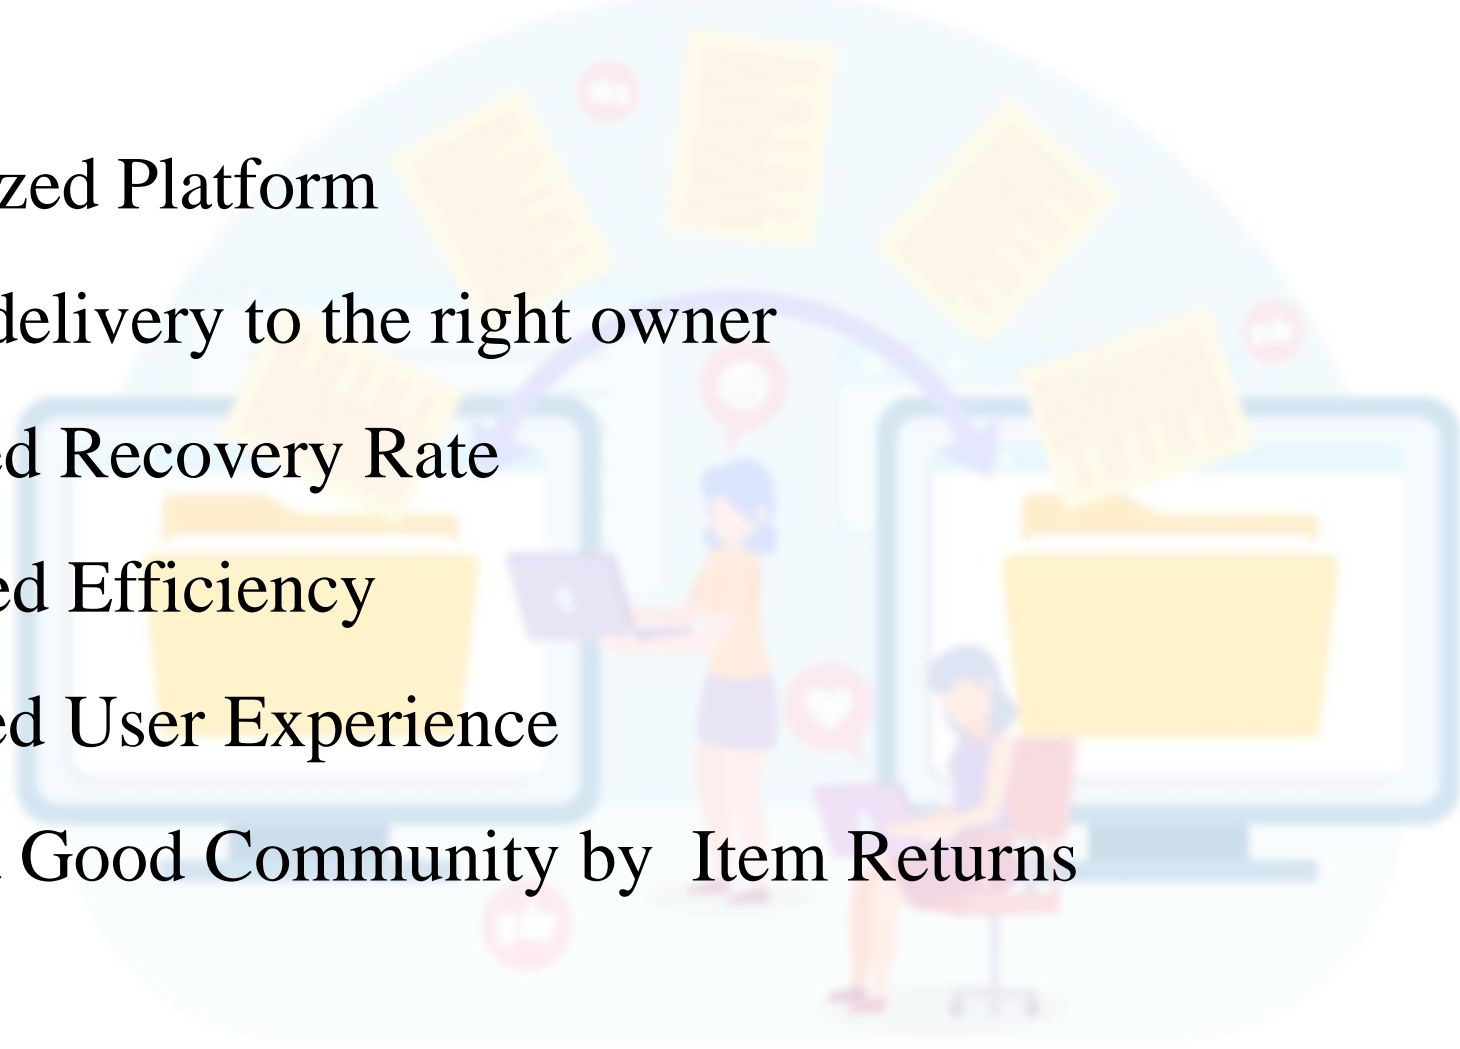 zed Platform
delivery to the right owner
ed Recovery Rate
ed Efficiency
ed User Experience
Good Community by Item Returns